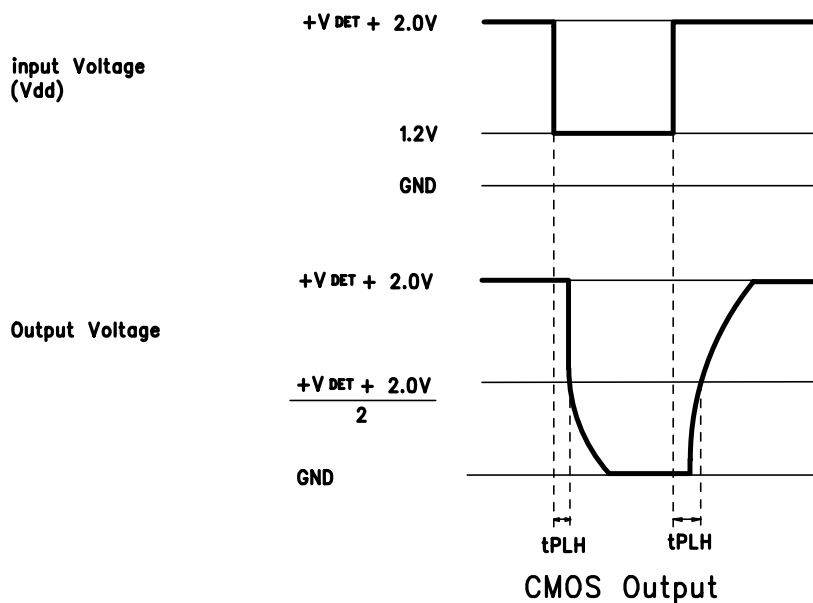 +V DET + 2.0V
input Voltage
(Vdd)
1.2V
GND
+V DET + 2.0V
Output Voltage
+V DET + 2.0V
2
GND
tPLH tPLH
CMOS Output